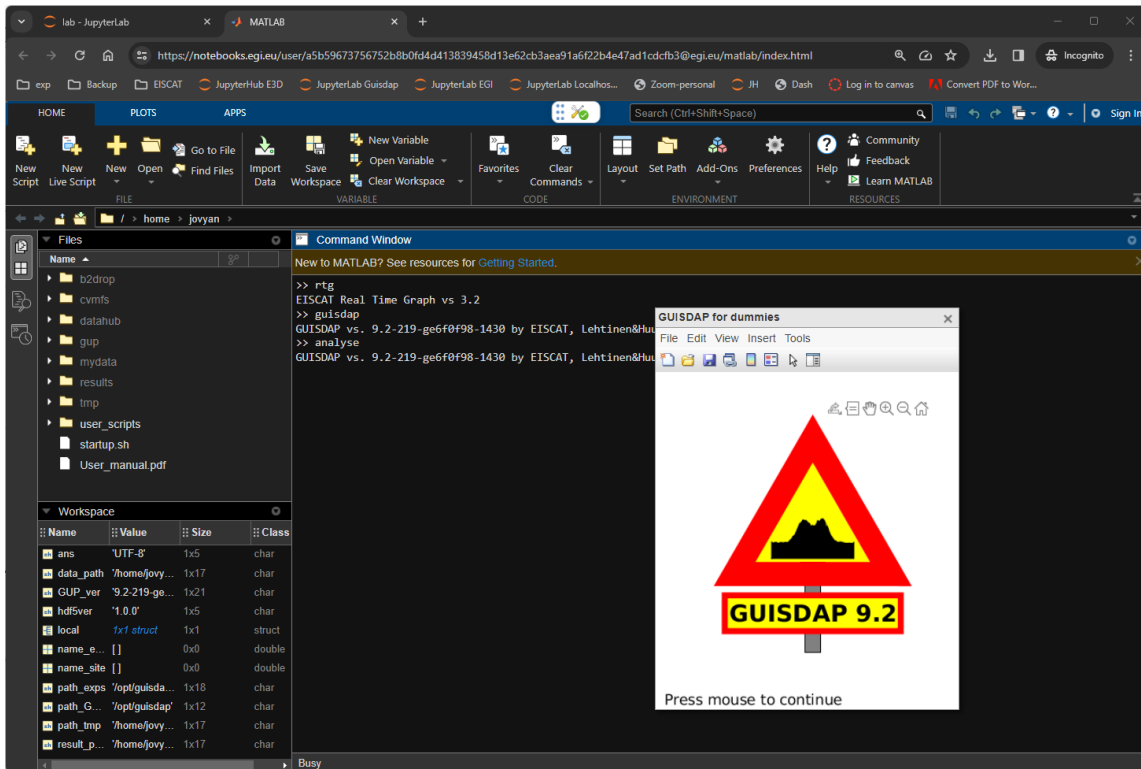 lab - JupyterLab
MATLAB
https://notebooks.egi.eu/user/a5b59673756752b8b0fd4d413839458d13e62cb3aea91a6f22b4e47ad1cdcfb3@egi.eu/matlab/index.html
Incognito
exp
Backup
EISCAT
JupyterHub E3D
JupyterLab Guisdap
JupyterLab EGI
JupyterLab Localhos...
Zoom-personal
JH
Dash
Log in to canvas
Convert PDF to Wor...
HOME
PLOTS
APPS
Search (Ctrl+Shift+Space)
Sign In
New Script
New Live Script
New
Open
Go to File
Find Files
FILE
Import Data
Save Workspace
New Variable
Open Variable
Clear Workspace
VARIABLE
Favorites
Clear Commands
CODE
Layout
Set Path
Add-Ons
Preferences
ENVIRONMENT
Help
Community
Feedback
Learn MATLAB
RESOURCES
/ > home > jovyan >
Files
Name
b2drop
cvmfs
datahub
gup
mydata
results
tmp
user_scripts
startup.sh
User_manual.pdf
Workspace
Name Value Size Class
ans 'UTF-8' 1x5 char
data_path '/home/jovy... 1x17 char
GUP_ver '9.2-219-ge... 1x21 char
hdf5ver '1.0.0' 1x5 char
local 1x1 struct 1x1 struct
name_e... [] 0x0 double
name_site [] 0x0 double
path_exps '/opt/guisda... 1x18 char
path_G... '/opt/guisdap' 1x12 char
path_tmp '/home/jovy... 1x17 char
result_p... '/home/jovy... 1x17 char
Command Window
New to MATLAB? See resources for Getting Started.
>> rtg
EISCAT Real Time Graph vs 3.2
>> guisdap
GUISDAP vs. 9.2-219-ge6f0f98-1430 by EISCAT, Lehtinen&Huu
>> analyse
GUISDAP vs. 9.2-219-ge6f0f98-1430 by EISCAT, Lehtinen&Huu
Busy
GUISDAP for dummies
File Edit View Insert Tools
GUISDAP 9.2
Press mouse to continue